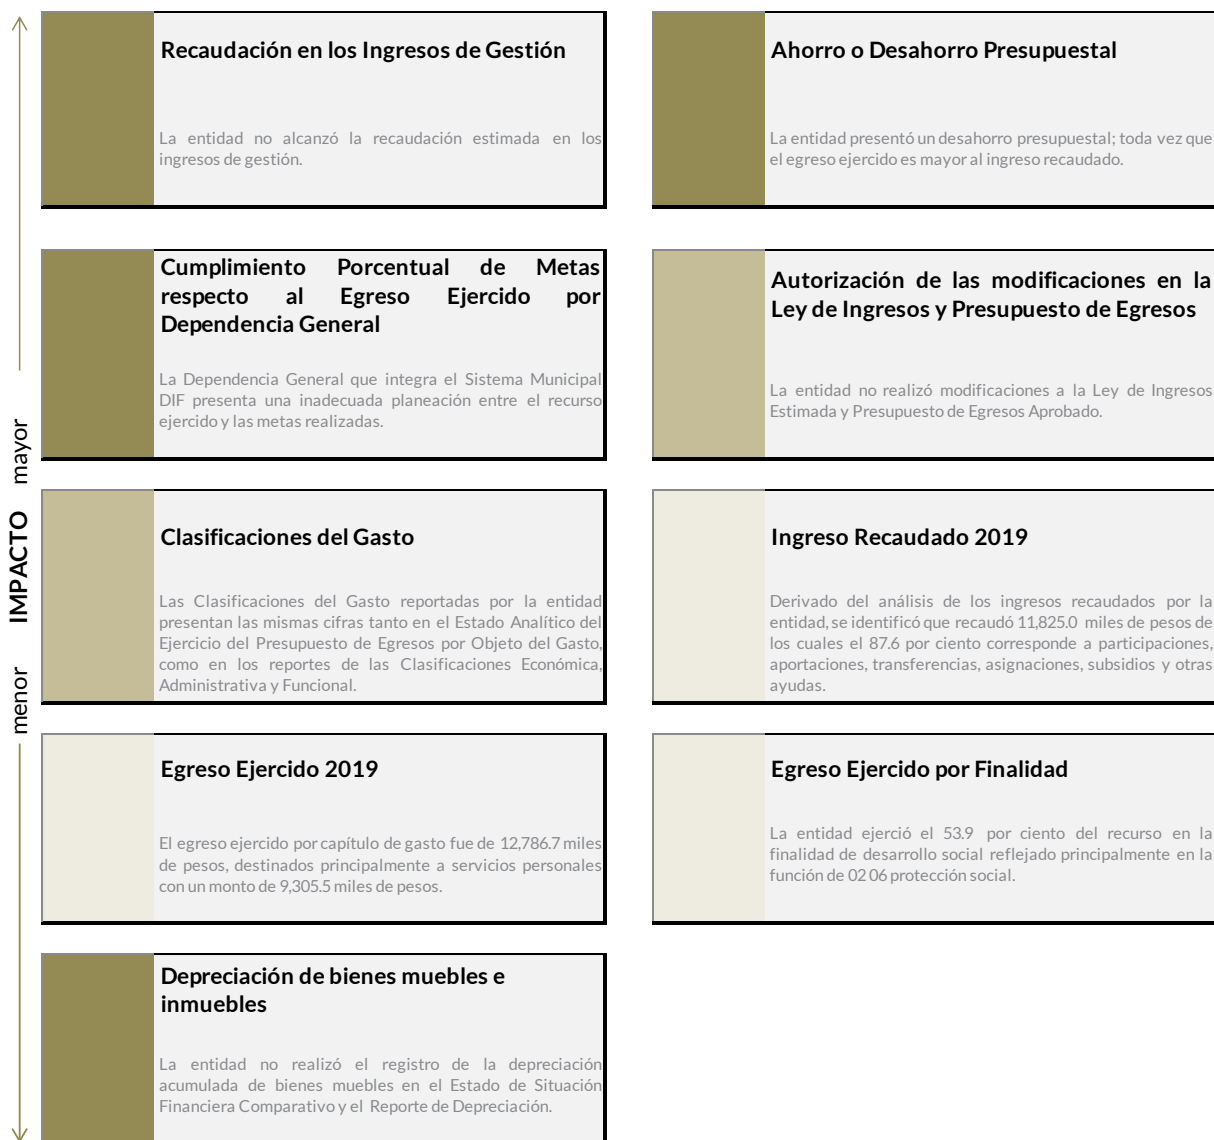 Recaudación en los Ingresos de Gestión
La entidad no alcanzó la recaudación estimada en los
ingresos de gestión.
Ahorro o Desahorro Presupuestal
La entidad presentó un desahorro presupuestal; toda vez que
el egreso ejercido es mayor al ingreso recaudado.
Cumplimiento Porcentual de Metas
respecto al Egreso Ejercido por
Dependencia General
La Dependencia General que integra el Sistema Municipal
DIF presenta una inadecuada planeación entre el recurso
ejercido y las metas realizadas.
Autorización de las modificaciones en la
Ley de Ingresos y Presupuesto de Egresos
La entidad no realizó modificaciones a la Ley de Ingresos
Estimada y Presupuesto de Egresos Aprobado.
menor IMPACTO mayor
Clasificaciones del Gasto
Las Clasificaciones del Gasto reportadas por la entidad
presentan las mismas cifras tanto en el Estado Analítico del
Ejercicio del Presupuesto de Egresos por Objeto del Gasto,
como en los reportes de las Clasificaciones Económica,
Administrativa y Funcional.
Ingreso Recaudado 2019
Derivado del análisis de los ingresos recaudados por la
entidad, se identificó que recaudó 11,825.0 miles de pesos de
los cuales el 87.6 por ciento corresponde a participaciones,
aportaciones, transferencias, asignaciones, subsidios y otras
ayudas.
Egreso Ejercido 2019
El egreso ejercido por capítulo de gasto fue de 12,786.7 miles
de pesos, destinados principalmente a servicios personales
con un monto de 9,305.5 miles de pesos.
Egreso Ejercido por Finalidad
La entidad ejerció el 53.9 por ciento del recurso en la
finalidad de desarrollo social reflejado principalmente en la
función de 02 06 protección social.
Depreciación de bienes muebles e
inmuebles
La entidad no realizó el registro de la depreciación
acumulada de bienes muebles en el Estado de Situación
Financiera Comparativo y el Reporte de Depreciación.